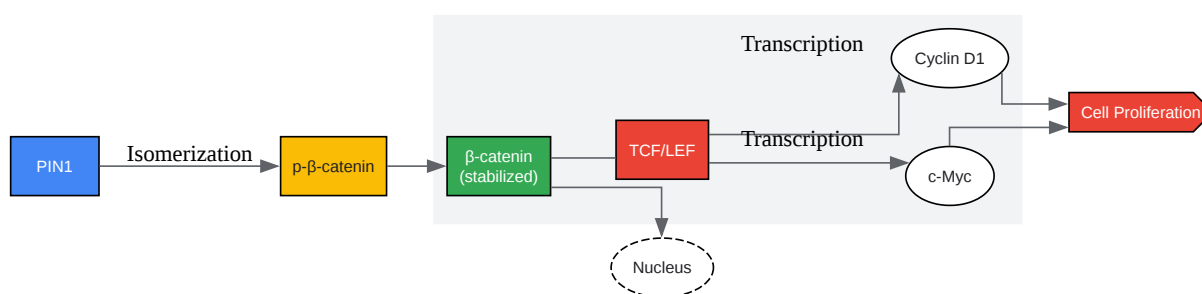 PIN1
Isomerization
p-β-catenin
β-catenin
(stabilized)
TCF/LEF
Transcription
Transcription
Cyclin D1
c-Myc
Cell Proliferation
Nucleus